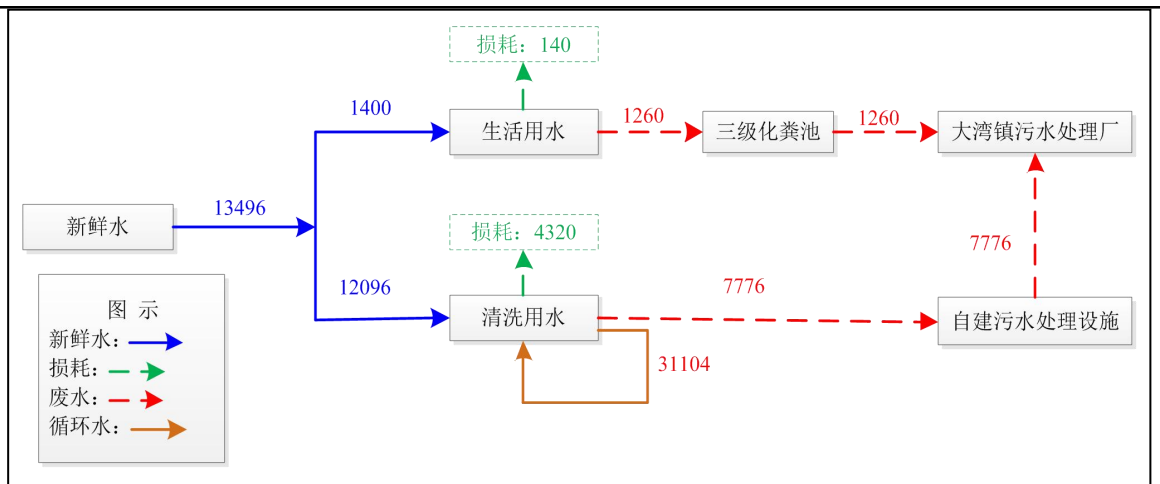 损耗：140
1400
生活用水
1260
三级化粪池
1260
大湾镇污水处理厂
新鲜水
13496
损耗：4320
7776
12096
清洗用水
7776
自建污水处理设施
31104
图 示
新鲜水：
损耗：
废水：
循环水：